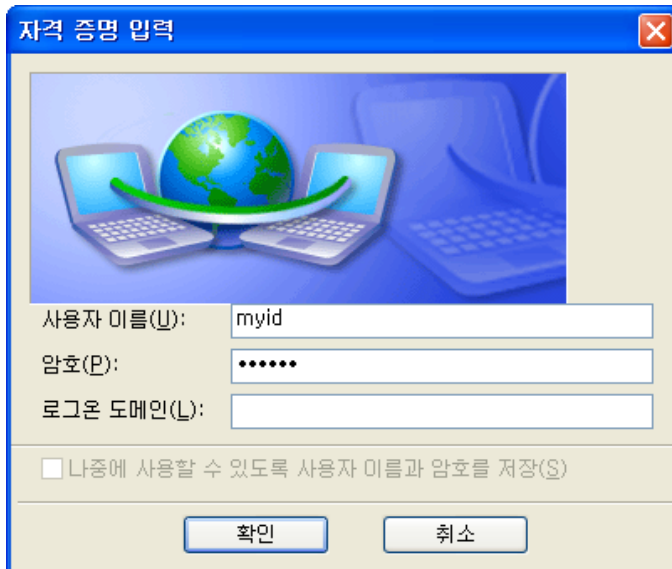 자격 증명 입력
사용자 이름(U): myid
암호(P): ••••••
로그온 도메인(L):
나중에 사용할 수 있도록 사용자 이름과 암호를 저장(S)
확인 취소